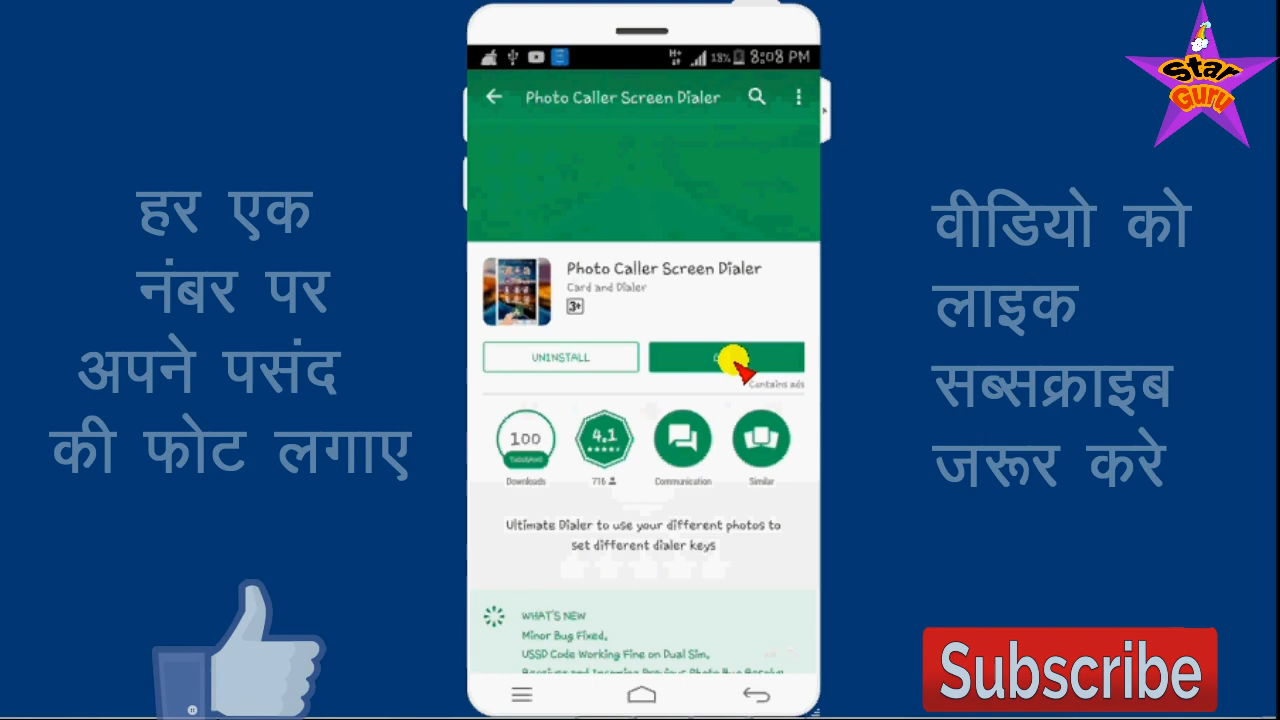 18% 8:08 PM
Photo Caller Screen Dialer
Star
Guru
हर एक
नंबर पर
अपने पसंद
की फोट लगाए
वीडियो को
लाइक
सब्सक्राइब
जरूर करे
Photo Caller Screen Dialer
Card and Dialer
3+
UNINSTALL
Contains ads
100
THOUSAND
4.1
Downloads
716
Communication
Similar
Ultimate Dialer to use your different photos to
set different dialer keys
WHAT'S NEW
Minor Bug Fixed,
USSD Code Working Fine on Dual Sim,
Subscribe